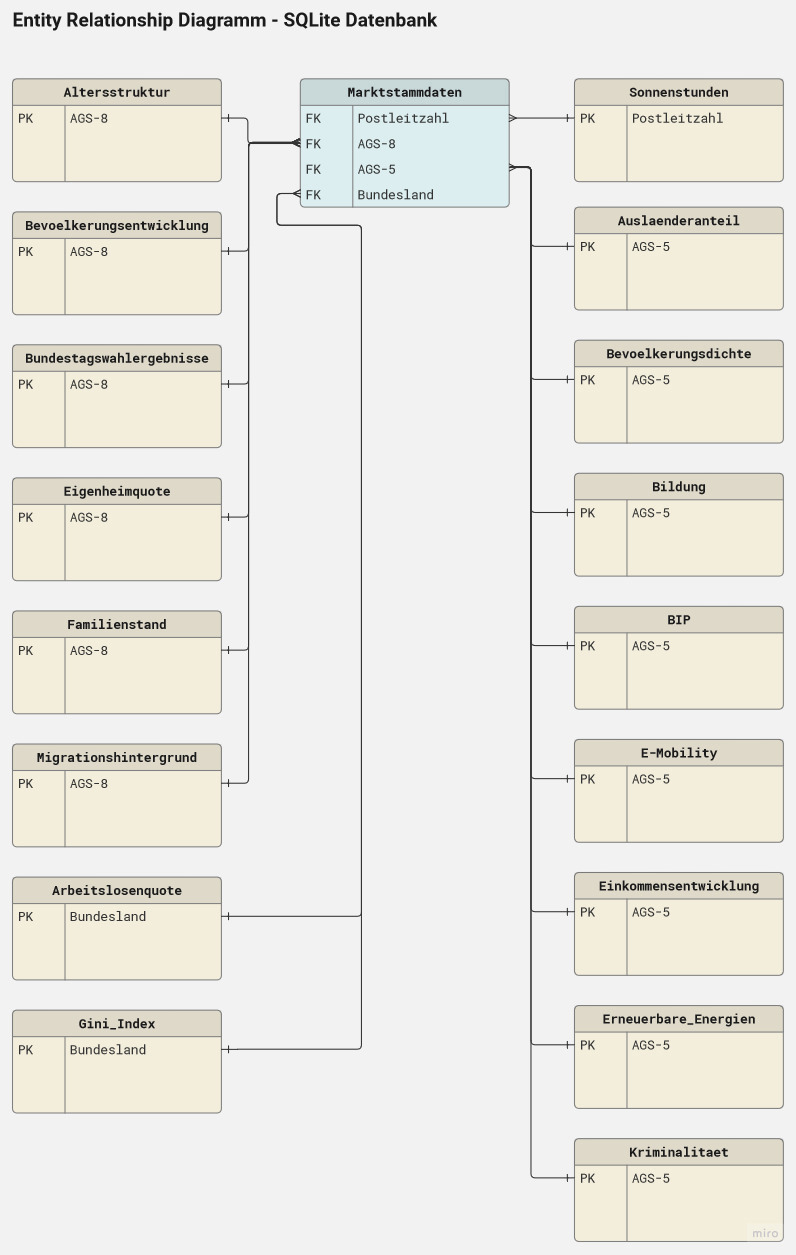 Entity Relationship Diagramm - SQLite Datenbank
Altersstruktur
PK AGS-8
Bevoelkerungsentwicklung
PK AGS-8
Bundestagswahlergebnisse
PK AGS-8
Eigenheimquote
PK AGS-8
Familienstand
PK AGS-8
Migrationshintergrund
PK AGS-8
Arbeitslosenquote
PK Bundesland
Gini_Index
PK Bundesland
Marktstammdaten
FK Postleitzahl
FK AGS-8
FK AGS-5
FK Bundesland
Sonnenstunden
PK Postleitzahl
Auslaenderanteil
PK AGS-5
Bevoelkerungsdichte
PK AGS-5
Bildung
PK AGS-5
BIP
PK AGS-5
E-Mobility
PK AGS-5
Einkommensentwicklung
PK AGS-5
Erneuerbare_Energien
PK AGS-5
Kriminalitaet
PK AGS-5
miro